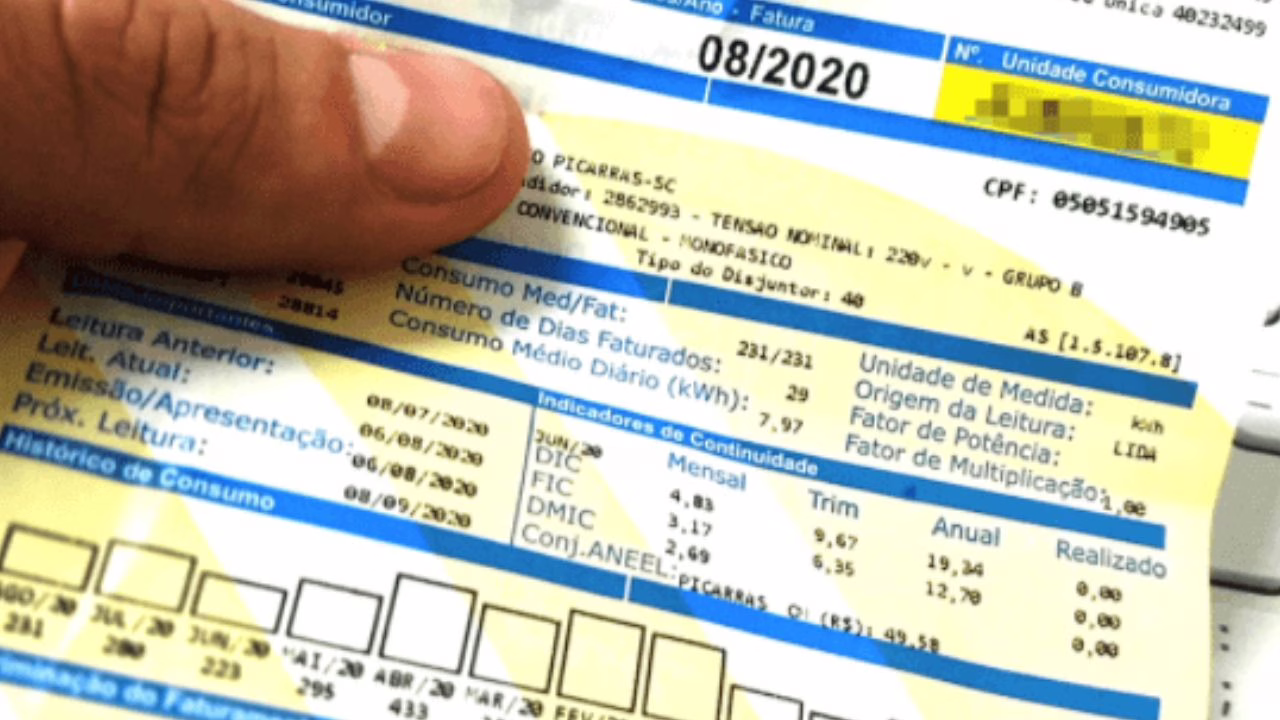 Única 40232499
Consumidor
Mês/Ano - Fatura
08/2020
Nº. Unidade Consumidora
CPF: 05051594905
PICARRAS-SC
2862993 - TENSAO NOMINAL: 220v - v - GRUPO B
CONVENCIONAL - MONOFASICO
Tipo do Disjuntor: 40
AS [1.5.107.8]
28814
Consumo Med/Fat: 231/231
Número de Dias Faturados: 29
Consumo Médio Diário (kWh): 7,97
Unidade de Medida: kWh
Origem da Leitura: LIDA
Fator de Potência:
Fator de Multiplicação: 1,00
Leitura Anterior: 08/07/2020
Leit. Atual: 06/08/2020
Emissão/Apresentação: 06/08/2020
Próx. Leitura: 08/09/2020
Indicadores de Continuidade
JUN/20 Mensal Trim Anual Realizado
DIC 4,83 9,67 19,34 0,00
FIC 3,17 6,35 12,70 0,00
DMIC 2,69 0,00
Conj.ANEEL: PICARRAS (R$): 49.58
Histórico de Consumo
AGO/20 JUL/20 JUN/20 MAI/20 ABR/20 MAR/20 FEV/
231 280 223 295 433